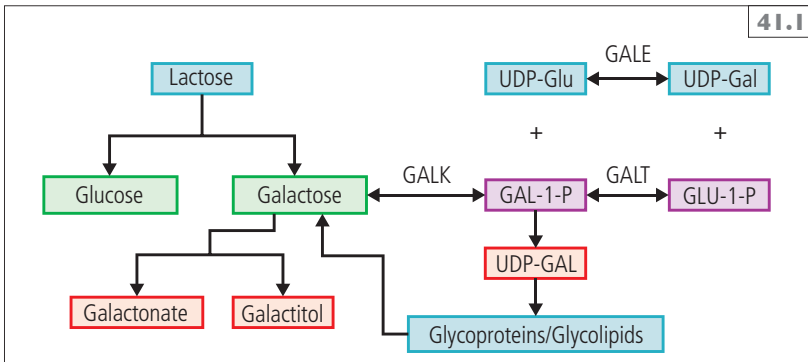 41.1
GALE
Lactose
UDP-Glu
UDP-Gal
+
+
GALK
GALT
Glucose
Galactose
GAL-1-P
GLU-1-P
UDP-GAL
Galactonate
Galactitol
Glycoproteins/Glycolipids